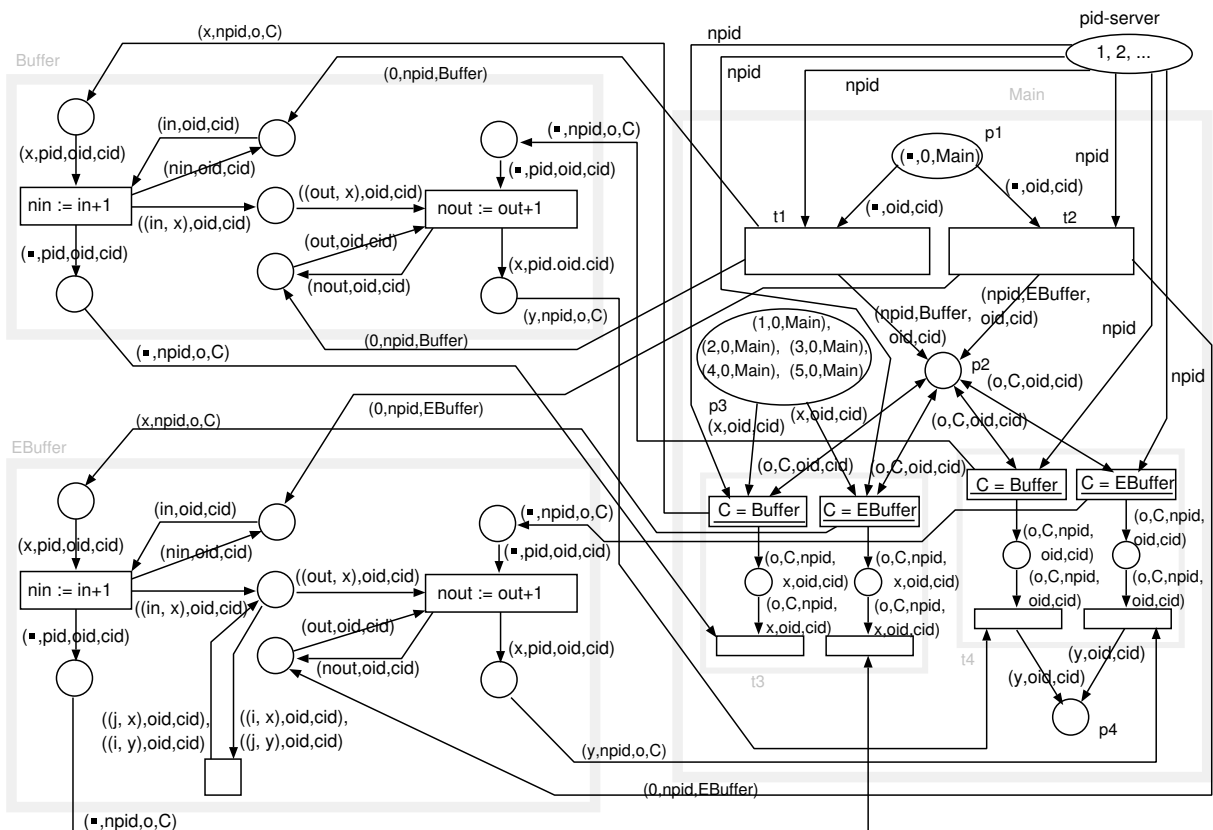 pid-server
1, 2, ...
npid
npid
npid
npid
npid
npid
(x,npid,o,C)
Buffer
(0,npid,Buffer)
(in,oid,cid)
(x,pid,oid,cid)
(nin,oid,cid)
nin := in+1
((in, x),oid,cid)
((out, x),oid,cid)
(▪,npid,o,C)
(▪,pid,oid,cid)
nout := out+1
(out,oid,cid)
(nout,oid,cid)
(▪,pid,oid,cid)
(x,pid.oid.cid)
(y,npid,o,C)
(0,npid,Buffer)
(▪,npid,o,C)
Main
p1
(▪,0,Main)
(▪,oid,cid)
(▪,oid,cid)
t1
t2
(npid,Buffer,
oid,cid)
(npid,EBuffer,
oid,cid)
(1,0,Main),
(2,0,Main), (3,0,Main),
(4,0,Main), (5,0,Main)
p2
p3
(x,oid,cid)
(x,oid,cid)
(o,C,oid,cid)
(o,C,oid,cid)
(o,C,oid,cid)
(o,C,oid,cid)
C = Buffer
C = EBuffer
C = Buffer
C = EBuffer
(o,C,npid,
x,oid,cid)
(o,C,npid,
x,oid,cid)
(o,C,npid,
x,oid,cid)
(o,C,npid,
x,oid,cid)
t3
(o,C,npid,
oid,cid)
(o,C,npid,
oid,cid)
(o,C,npid,
oid,cid)
(o,C,npid,
oid,cid)
t4
(y,oid,cid)
(y,oid,cid)
p4
(0,npid,EBuffer)
(x,npid,o,C)
EBuffer
(in,oid,cid)
(x,pid,oid,cid)
(nin,oid,cid)
nin := in+1
((in, x),oid,cid)
((out, x),oid,cid)
(▪,npid,o,C)
(▪,pid,oid,cid)
nout := out+1
(out,oid,cid)
(nout,oid,cid)
(▪,pid,oid,cid)
(x,pid,oid,cid)
((j, x),oid,cid),
((i, y),oid,cid)
((i, x),oid,cid),
((j, y),oid,cid)
(y,npid,o,C)
(0,npid,EBuffer)
(▪,npid,o,C)